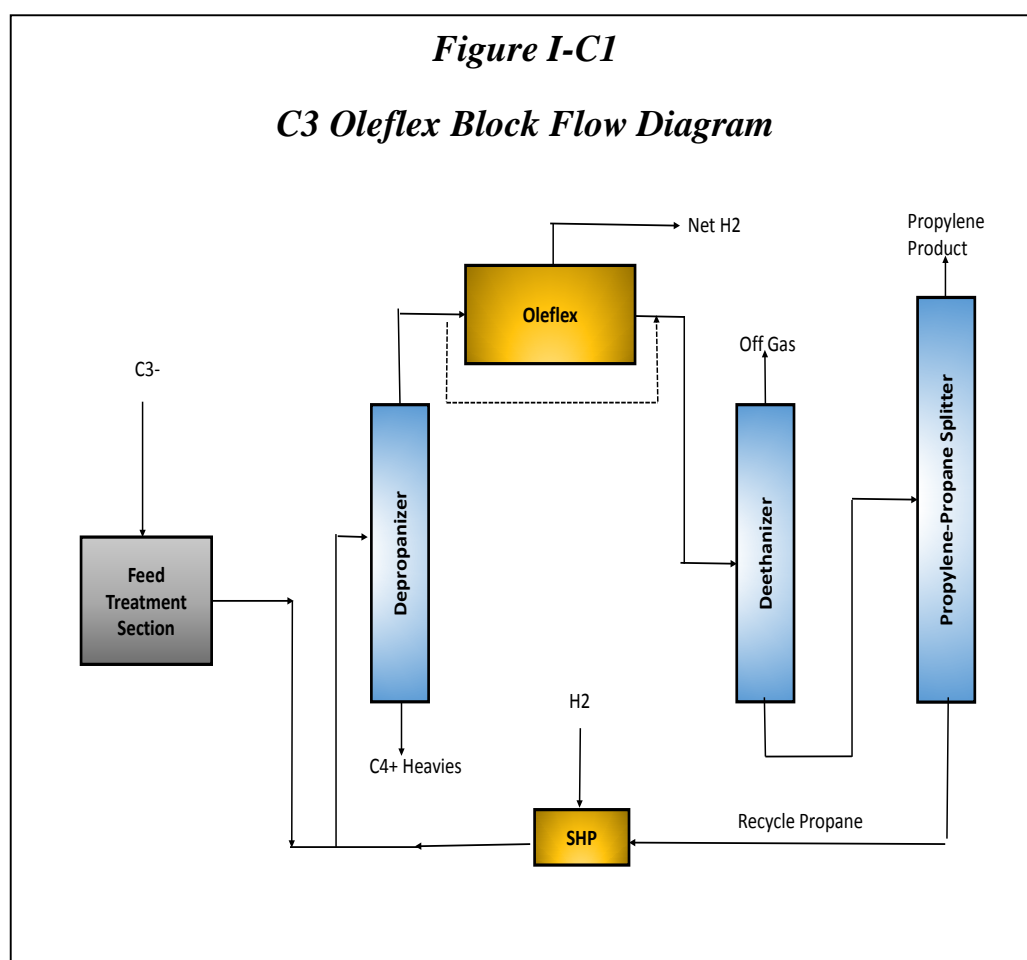 Figure I-C1
C3 Oleflex Block Flow Diagram
Net H2
Propylene
Product
Oleflex
Off Gas
C3-
Depropanizer
Deethanizer
Propylene-Propane Splitter
Feed
Treatment
Section
H2
C4+ Heavies
SHP
Recycle Propane